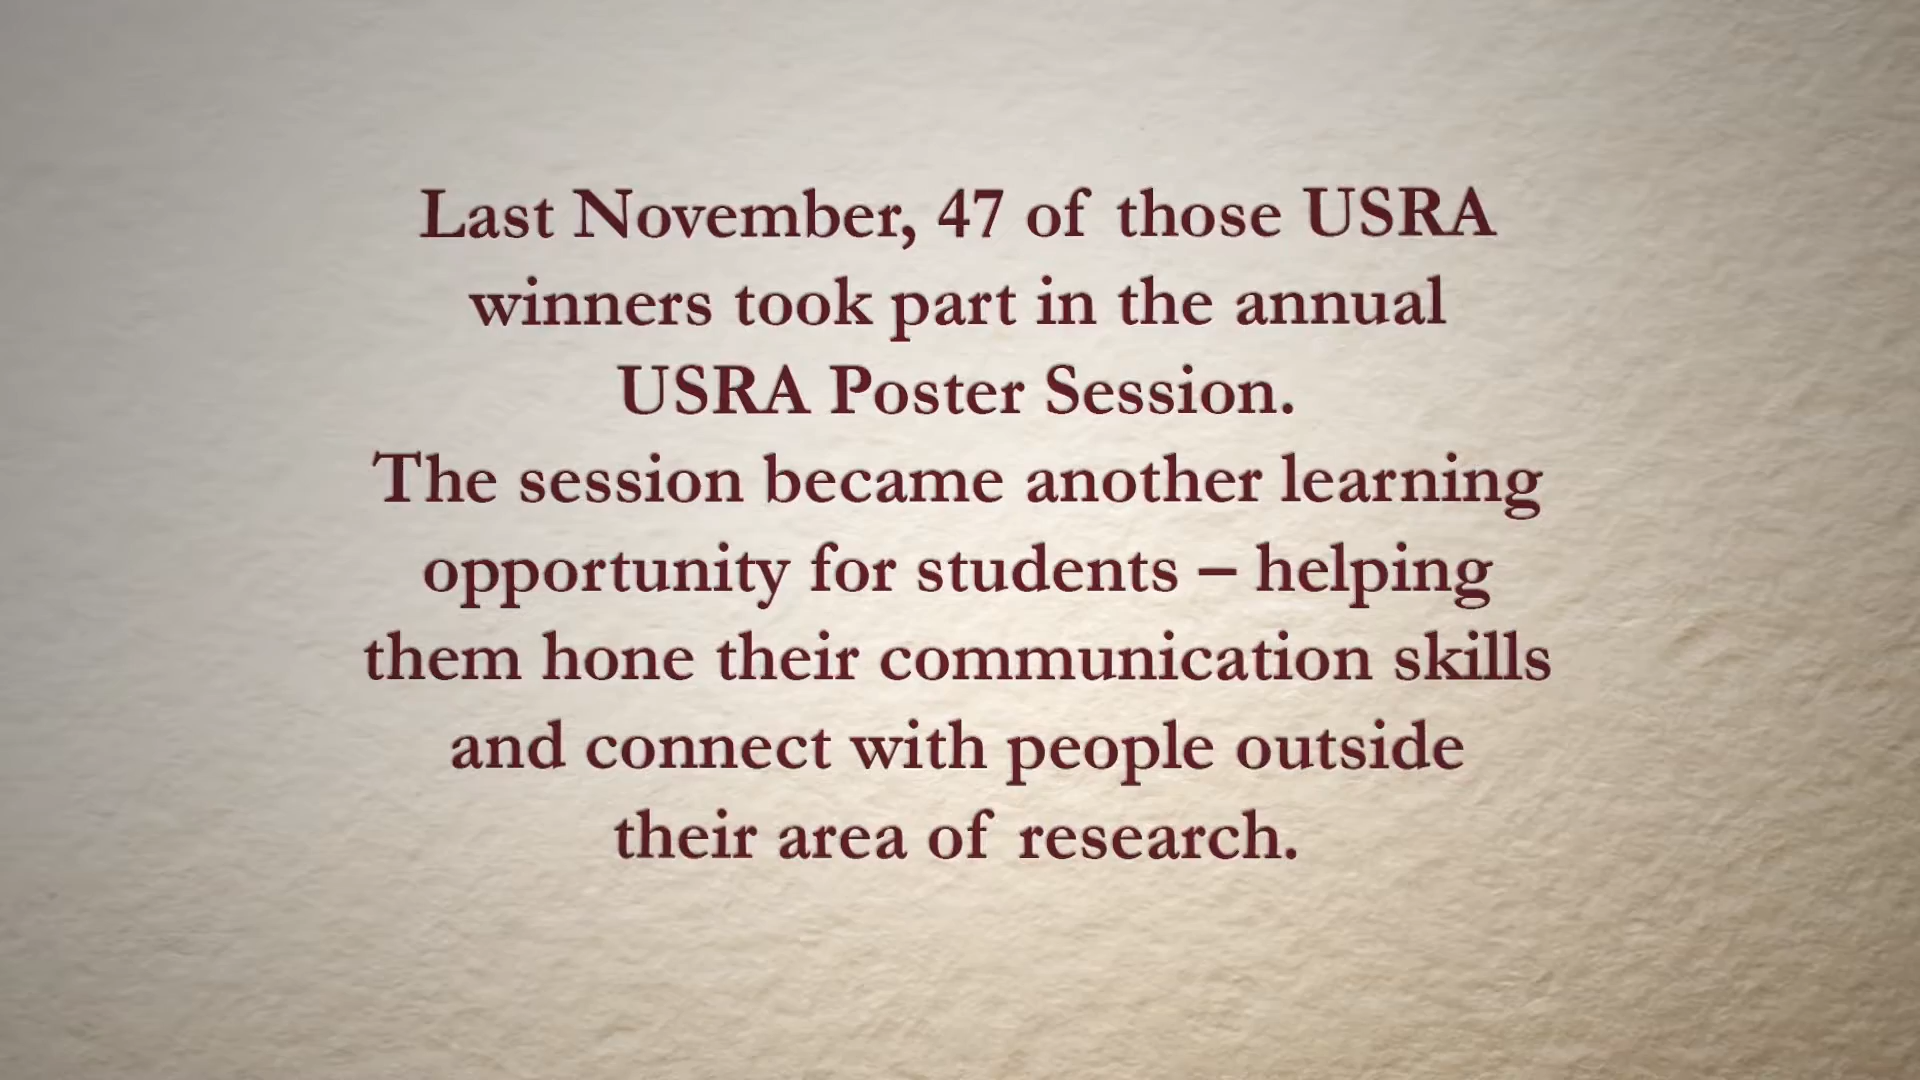 Last November, 47 of those USRA
winners took part in the annual
USRA Poster Session.
The session became another learning
opportunity for students – helping
them hone their communication skills
and connect with people outside
their area of research.